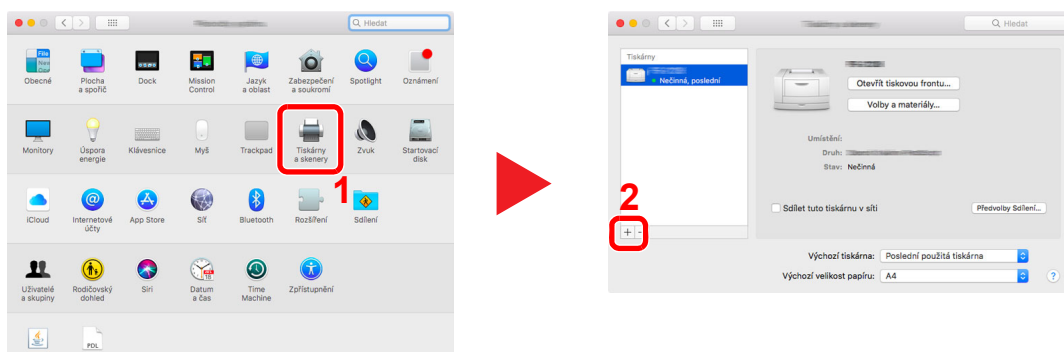 Hledat
Obecné
Plocha
a spořič
Dock
Mission
Control
Jazyk
a oblast
Zabezpečení
a soukromí
Spotlight
Oznámení
Monitory
Úspora
energie
Klávesnice
Myš
Trackpad
Tiskárny
a skenery
Zvuk
Startovací
disk
1
iCloud
Internetové
účty
App Store
Síť
Bluetooth
Rozšíření
Sdílení
Uživatelé
a skupiny
Rodičovský
dohled
Siri
Datum
a čas
Time
Machine
Zpřístupnění
PDL
Hledat
Tiskárny
Nečinná, poslední
Otevřít tiskovou frontu...
Volby a materiály...
Umístění:
Druh:
Stav: Nečinná
2
+ -
Sdílet tuto tiskárnu v síti
Předvolby Sdílení...
Výchozí tiskárna: Poslední použitá tiskárna
Výchozí velikost papíru: A4
?